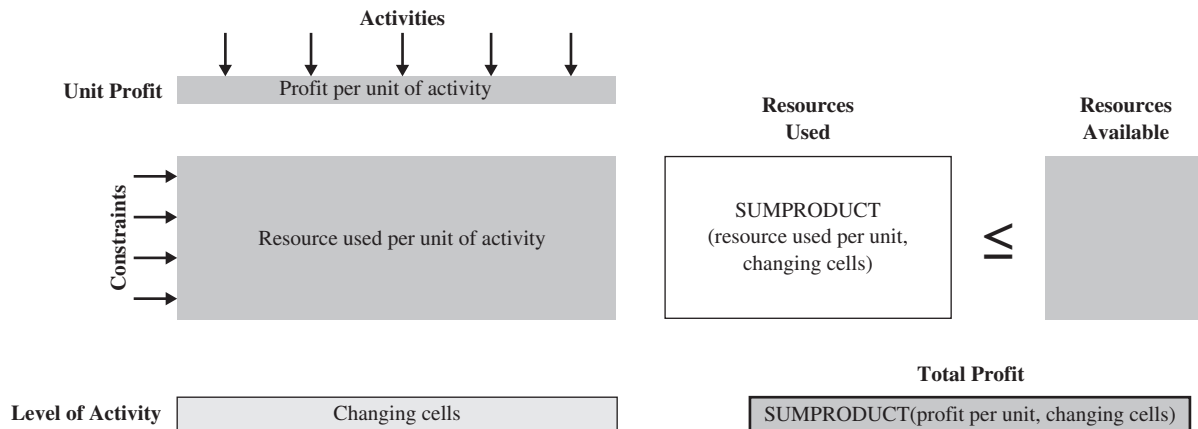 Activities
Unit Profit
Profit per unit of activity
Resources
Used
Resources
Available
Constraints
Resource used per unit of activity
SUMPRODUCT
(resource used per unit,
changing cells)
≤
Total Profit
Level of Activity
Changing cells
SUMPRODUCT(profit per unit, changing cells)